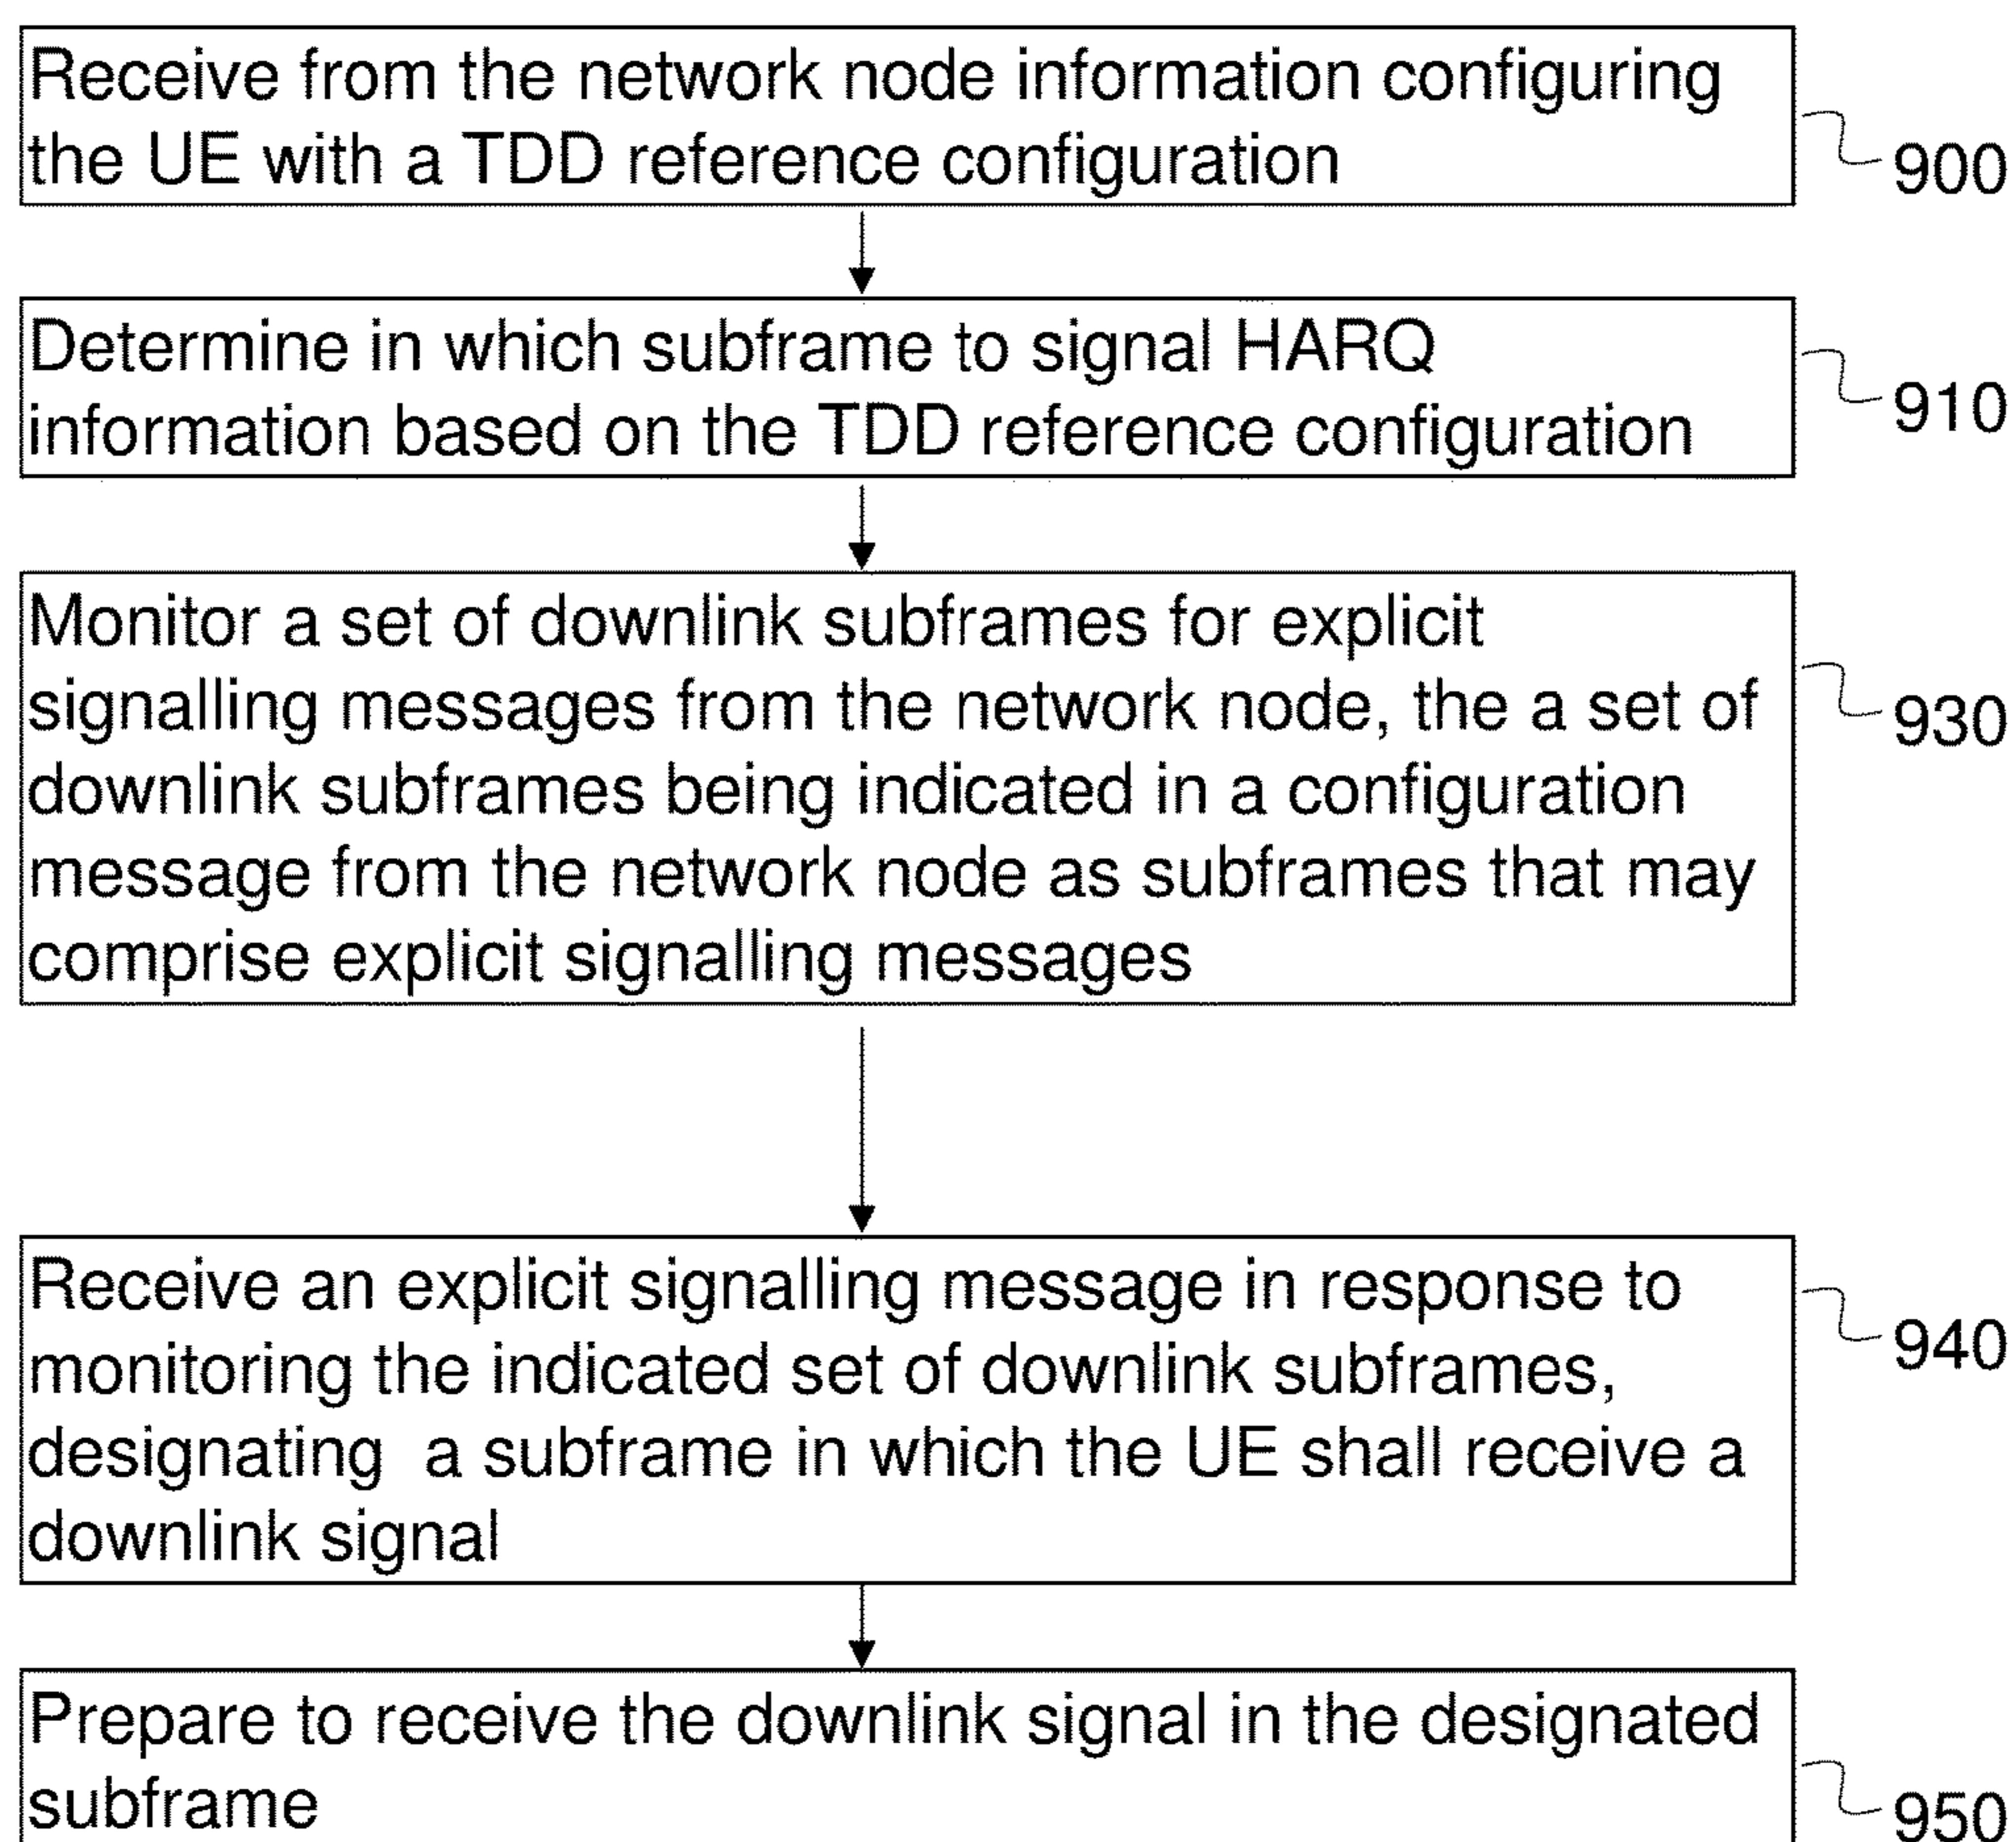 Receive from the network node information configuring
the UE with a TDD reference configuration
900
Determine in which subframe to signal HARQ
information based on the TDD reference configuration
910
Monitor a set of downlink subframes for explicit
signalling messages from the network node, the a set of
downlink subframes being indicated in a configuration
message from the network node as subframes that may
comprise explicit signalling messages
930
Receive an explicit signalling message in response to
monitoring the indicated set of downlink subframes,
designating a subframe in which the UE shall receive a
downlink signal
940
Prepare to receive the downlink signal in the designated
subframe
950